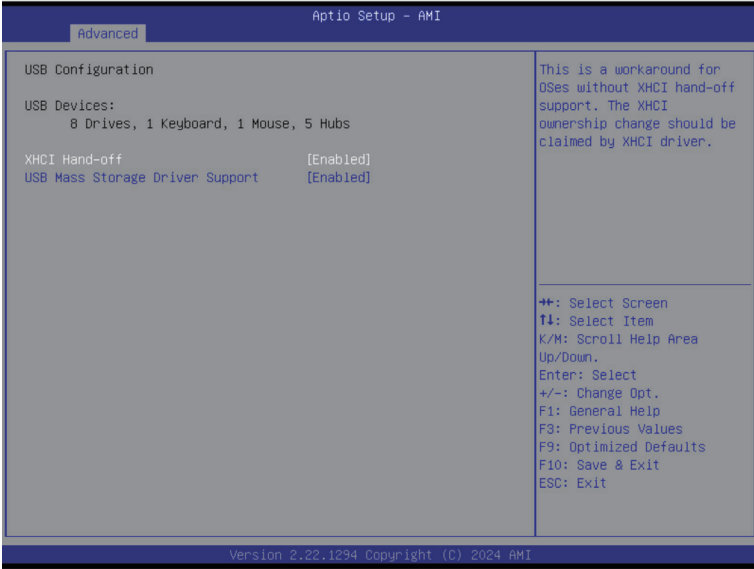 Aptio Setup – AMI
Advanced
USB Configuration
USB Devices:
8 Drives, 1 Keyboard, 1 Mouse, 5 Hubs
XHCI Hand-off [Enabled]
USB Mass Storage Driver Support [Enabled]
This is a workaround for
OSes without XHCI hand-off
support. The XHCI
ownership change should be
claimed by XHCI driver.
→←: Select Screen
↑↓: Select Item
K/M: Scroll Help Area
Up/Down.
Enter: Select
+/-: Change Opt.
F1: General Help
F3: Previous Values
F9: Optimized Defaults
F10: Save & Exit
ESC: Exit
Version 2.22.1294 Copyright (C) 2024 AMI